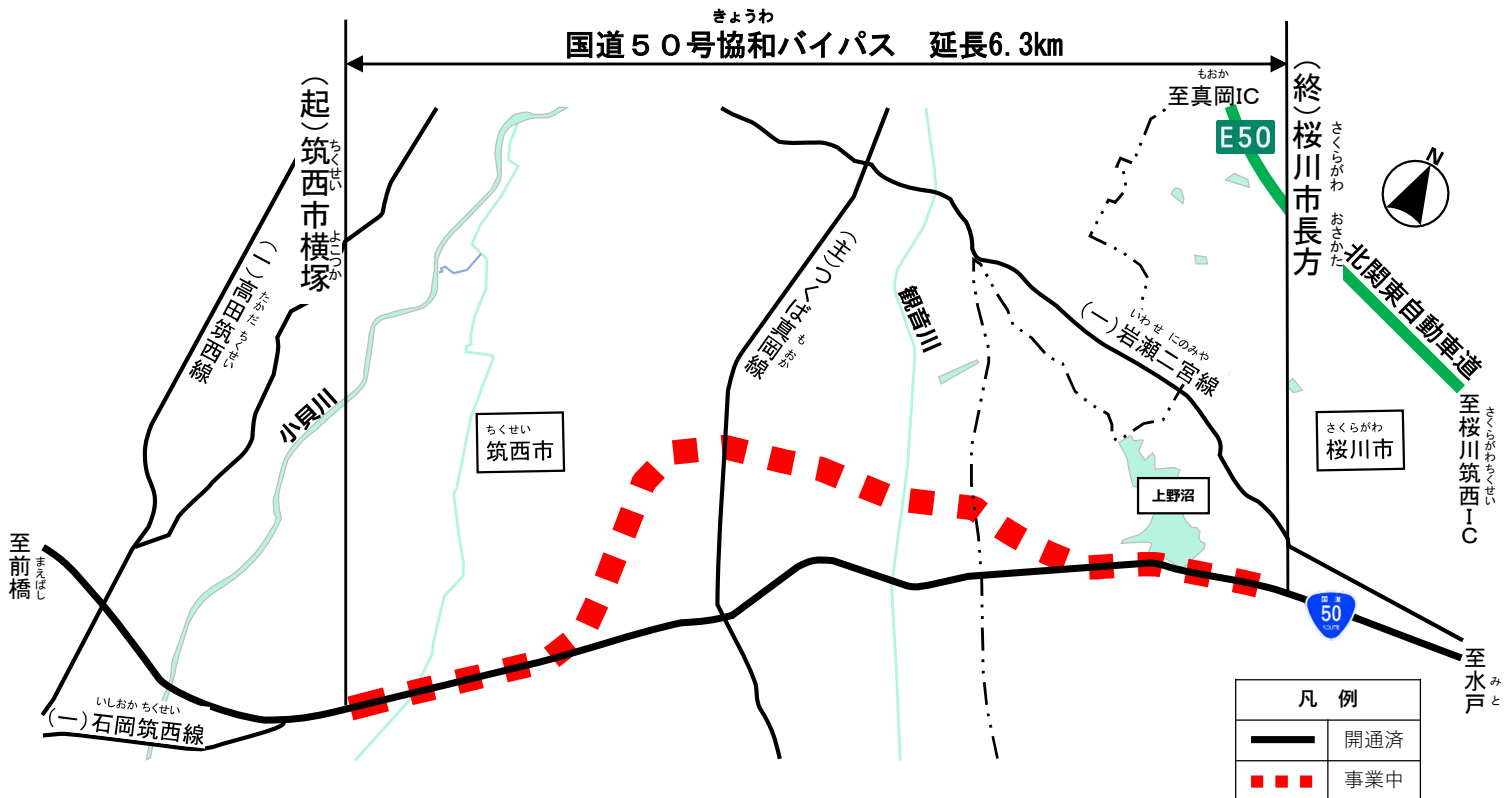 きょうわ
国道５０号協和バイパス　延長6.3km
（起）筑西市横塚
ちくせい
よこつか
（終）桜川市長方
さくらがわ
おさかた
もおか
至真岡IC
E50
N
北関東自動車道
さくらがわちくせい
至桜川筑西IC
（一）高田筑西線
たかだ ちくせい
小貝川
ちくせい
筑西市
（主）つくば真岡線
もおか
観音川
いわせ にのみや
（一）岩瀬二宮線
さくらがわ
桜川市
上野沼
至前橋
まえばし
いしおか ちくせい
（一）石岡筑西線
国道
50
ROUTE
至水戸
みと
凡 例
開通済
事業中